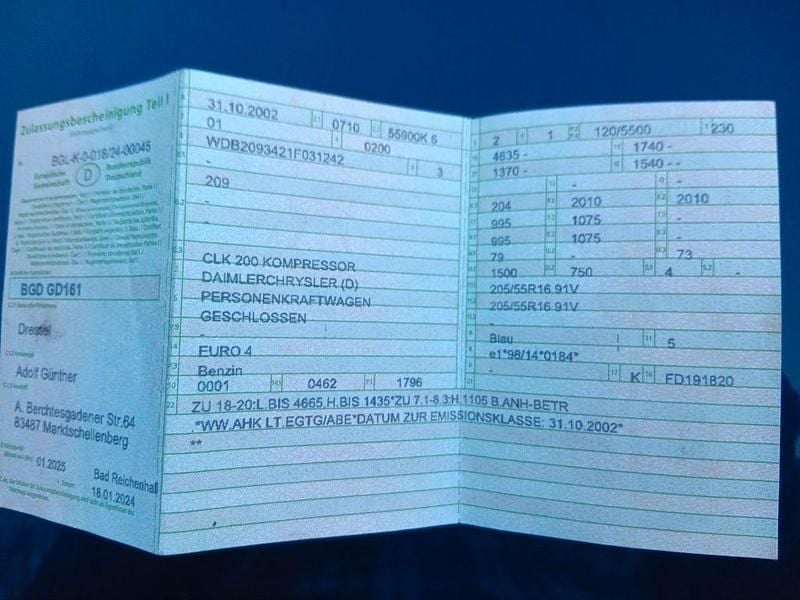 Zulassungsbescheinigung Teil I
BGL-K-0-018/24-00045
Europäische Gemeinschaft
D
Bundesrepublik Deutschland
BGD GD161
Dressel
Adolf Günther
A. Berchtesgadener Str.64
83487 Marktschellenberg
01.2025
Bad Reichenhall
18.01.2024
31.10.2002 0710 55900K 6
01 0200
WDB2093421F031242 3
-
209
-
-
CLK 200 KOMPRESSOR
DAIMLERCHRYSLER (D)
PERSONENKRAFTWAGEN
GESCHLOSSEN
-
EURO 4
Benzin
0001 0462 1796
2 1 120/5500 230
4635 - 1740 -
1370 - 1540 - -
- -
204 2010 2010
995 1075 -
995 1075 -
79 - 73
1500 750 4 -
205/55R16 91V
205/55R16 91V
-
Blau 5
e1*98/14*0184*
- K FD191820
22 ZU 18-20:L.BIS 4665,H.BIS 1435*ZU 7.1-8.3:H.1105 B.ANH-BETR
*WW.AHK LT.EGTG/ABE*DATUM ZUR EMISSIONSKLASSE: 31.10.2002*
**